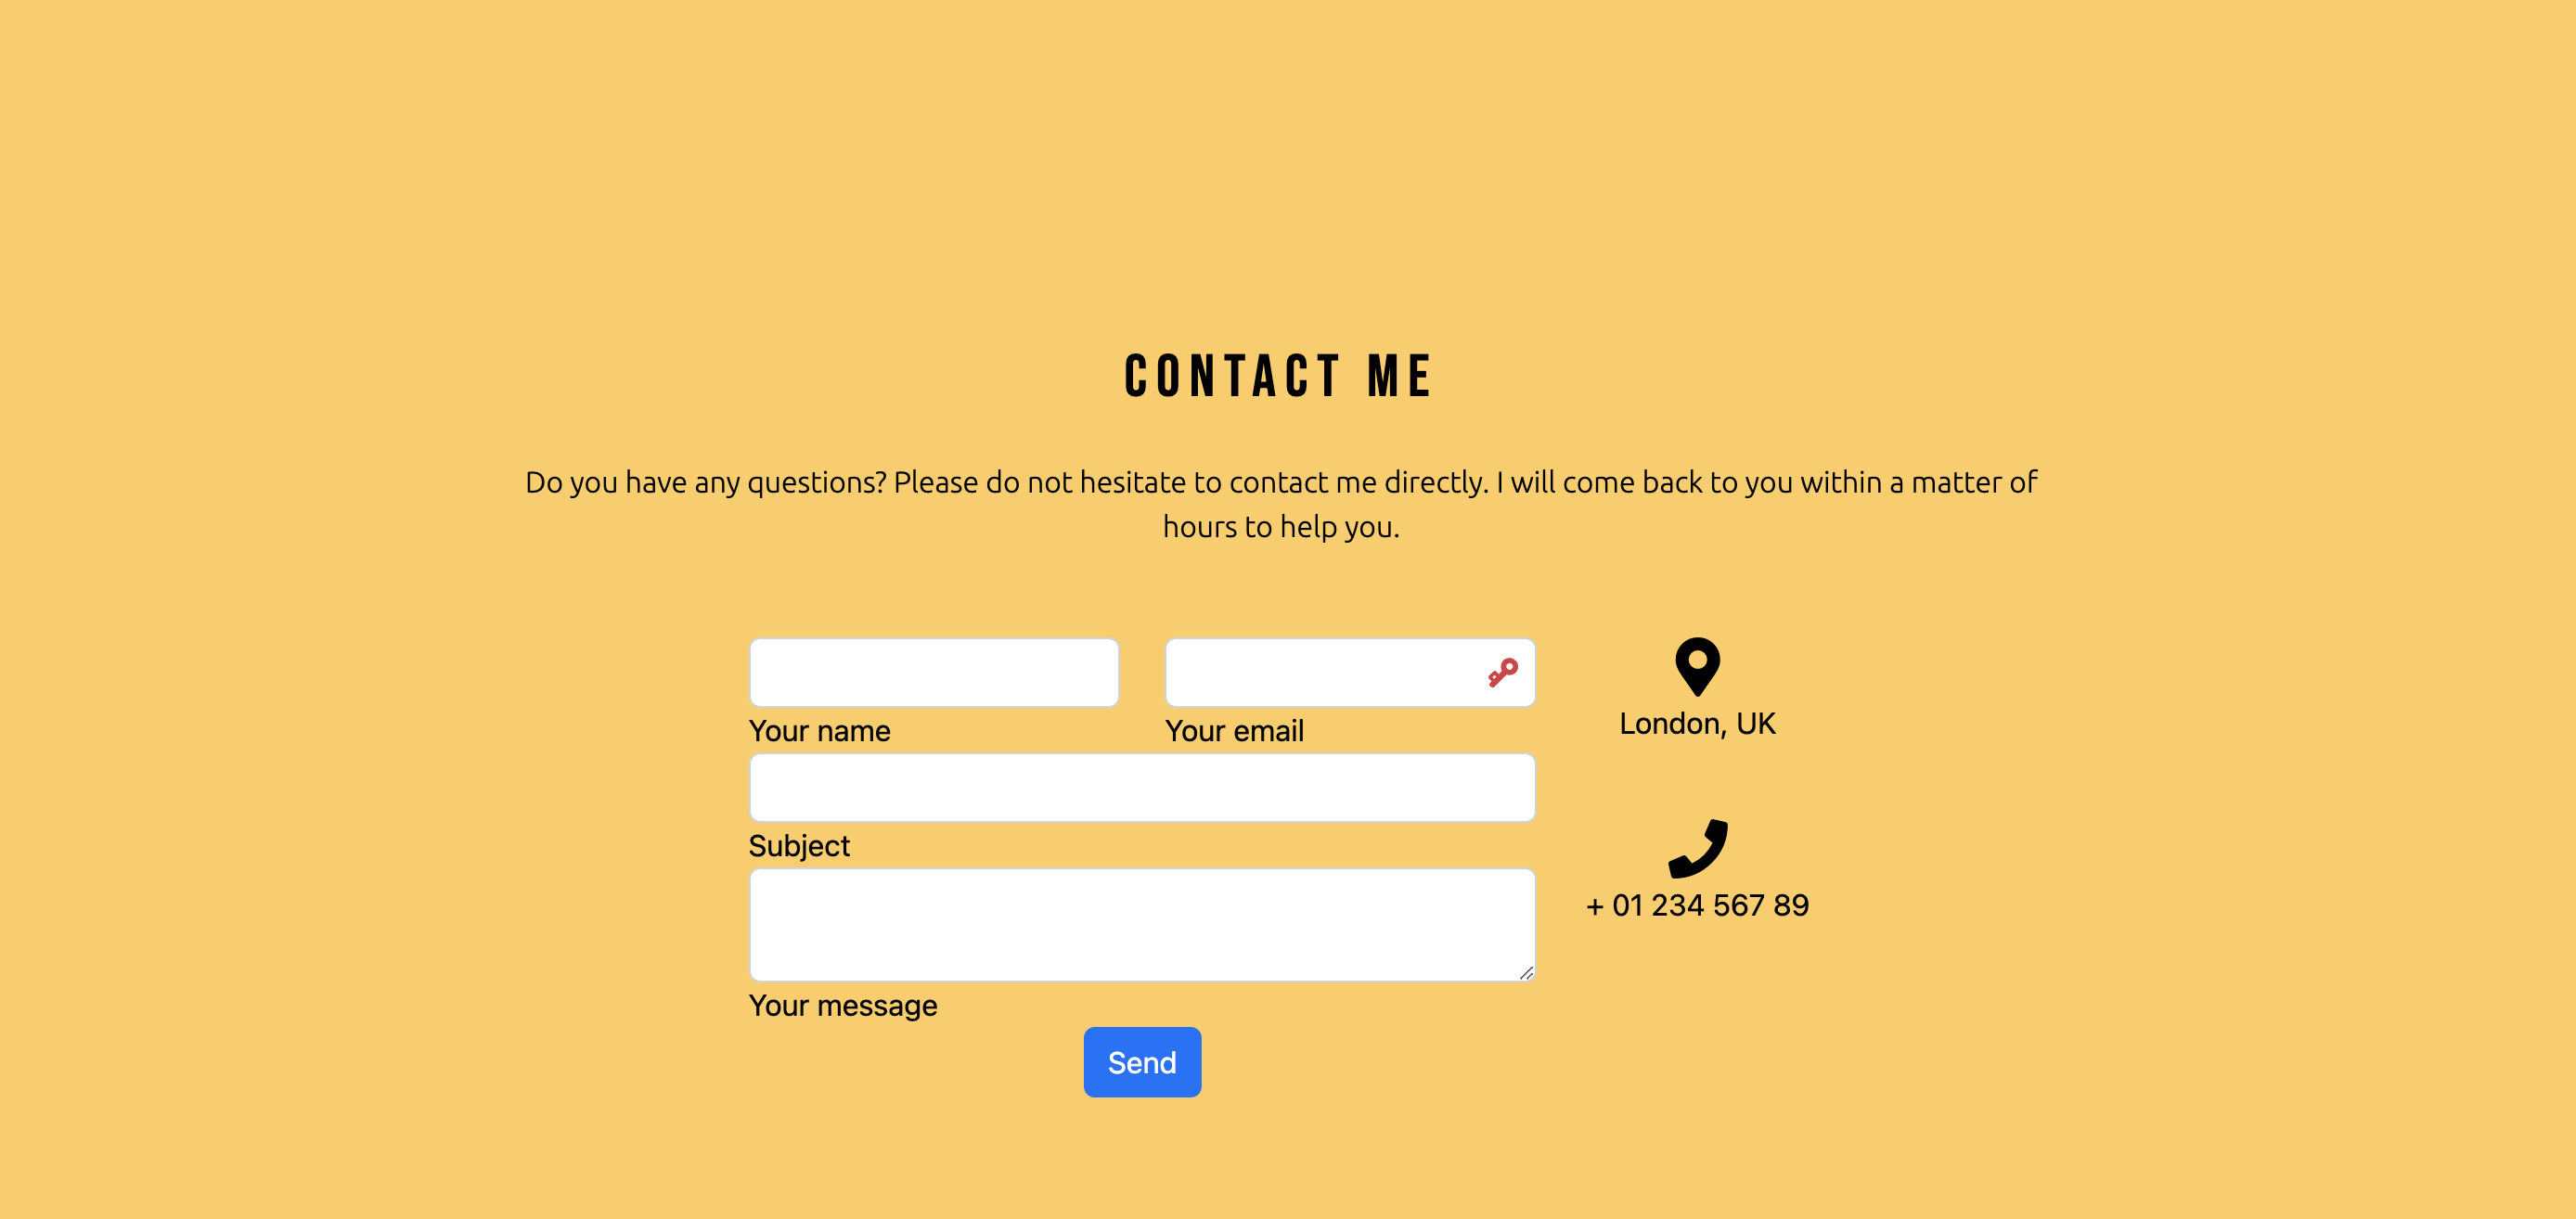 CONTACT ME
Do you have any questions? Please do not hesitate to contact me directly. I will come back to you within a matter of
hours to help you.
Your name
Your email
Subject
Your message
Send
London, UK
+ 01 234 567 89